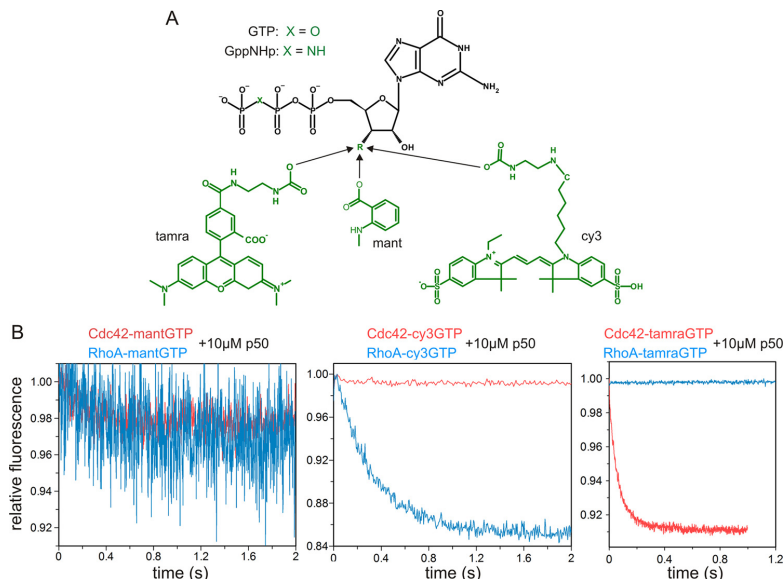 A
GTP: X = O
GppNHp: X = NH
O
N
NH
N
N
NH₂
O⁻ O⁻ O⁻
⁻O P X P O P O
O O O
O
R
OH
O
O
N
H
H
N
O
O
tamra
COO⁻
N
O
N⁺
O
O
HN
mant
O
O
N
H
H
N
C
cy3
N⁺
N
⁻O
O
S
O
O
S
OH
O
B
Cdc42-mantGTP
RhoA-mantGTP
+10µM p50
Cdc42-cy3GTP
RhoA-cy3GTP
+10µM p50
Cdc42-tamraGTP
RhoA-tamraGTP
+10µM p50
relative fluorescence
1.00
0.98
0.96
0.94
0.92
0 0.4 0.8 1.2 1.6 2
time (s)
1.00
0.96
0.92
0.88
0.84
0 0.4 0.8 1.2 1.6 2
time (s)
1.00
0.98
0.96
0.94
0.92
0 0.4 0.8 1.2
time (s)